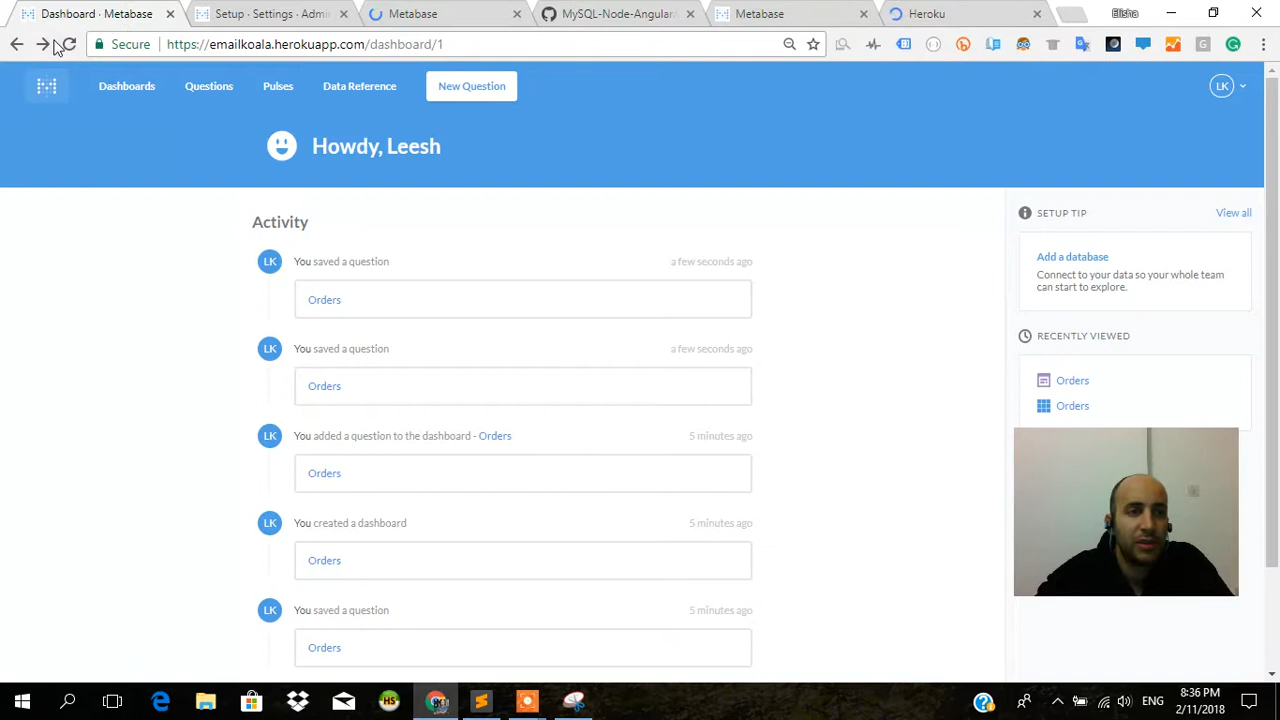 Dashboard · Metabase
Setup · Settings · Admin
Metabase
MySQL-Node-Angular
Metabase
Heroku
Elisha
Secure
https://emailkoala.herokuapp.com/dashboard/1
Dashboards
Questions
Pulses
Data Reference
New Question
LK
Howdy, Leesh
Activity
SETUP TIP
View all
LK
You saved a question
a few seconds ago
Orders
Add a database
Connect to your data so your whole team
can start to explore.
LK
You saved a question
a few seconds ago
Orders
RECENTLY VIEWED
Orders
Orders
LK
You added a question to the dashboard - Orders
5 minutes ago
Orders
LK
You created a dashboard
5 minutes ago
Orders
LK
You saved a question
5 minutes ago
Orders
ENG
8:36 PM
2/11/2018